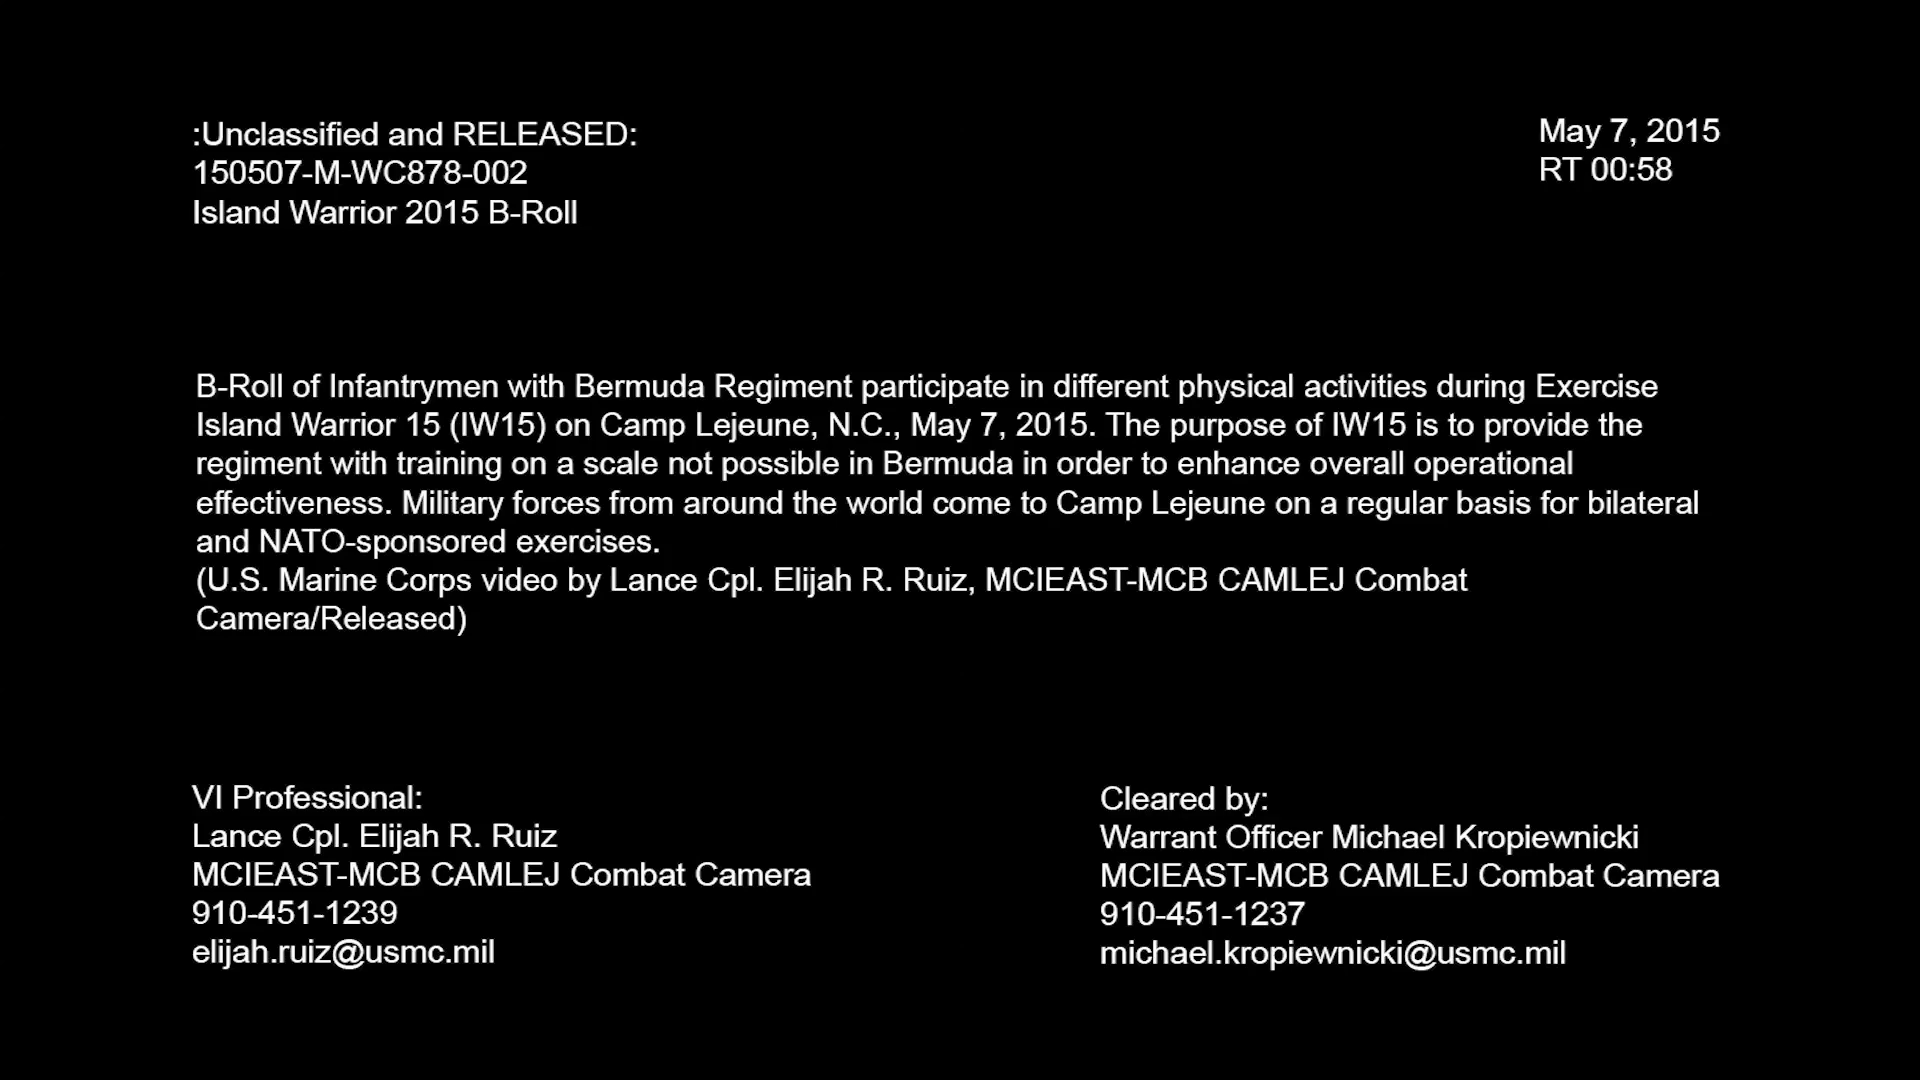 :Unclassified and RELEASED:
150507-M-WC878-002
Island Warrior 2015 B-Roll
May 7, 2015
RT 00:58
B-Roll of Infantrymen with Bermuda Regiment participate in different physical activities during Exercise
Island Warrior 15 (IW15) on Camp Lejeune, N.C., May 7, 2015. The purpose of IW15 is to provide the
regiment with training on a scale not possible in Bermuda in order to enhance overall operational
effectiveness. Military forces from around the world come to Camp Lejeune on a regular basis for bilateral
and NATO-sponsored exercises.
(U.S. Marine Corps video by Lance Cpl. Elijah R. Ruiz, MCIEAST-MCB CAMLEJ Combat
Camera/Released)
VI Professional:
Lance Cpl. Elijah R. Ruiz
MCIEAST-MCB CAMLEJ Combat Camera
910-451-1239
elijah.ruiz@usmc.mil
Cleared by:
Warrant Officer Michael Kropiewnicki
MCIEAST-MCB CAMLEJ Combat Camera
910-451-1237
michael.kropiewnicki@usmc.mil